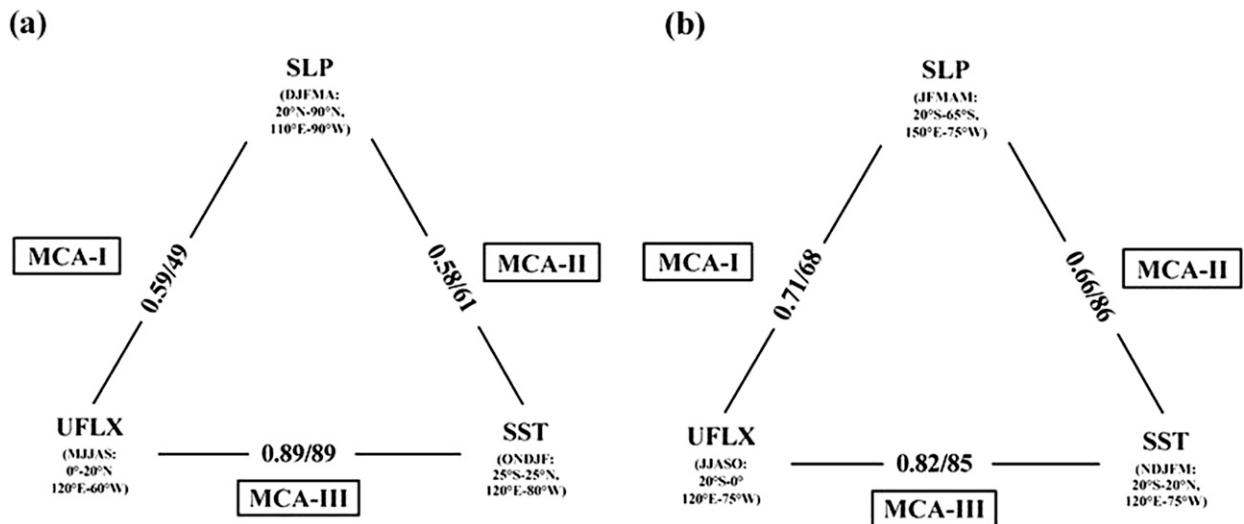 (a)
SLP
(DJFMA:
20°N-90°N,
110°E-90°W)
MCA-I
0.59/49
0.58/61
MCA-II
UFLX
(MJJAS:
0°-20°N
120°E-60°W)
0.89/89
MCA-III
SST
(ONDJF:
25°S-25°N,
120°E-80°W)
(b)
SLP
(JFMAM:
20°S-65°S,
150°E-75°W)
MCA-I
0.71/68
0.66/86
MCA-II
UFLX
(JJASO:
20°S-0°
120°E-75°W)
0.82/85
MCA-III
SST
(NDJFM:
20°S-20°N,
120°E-75°W)